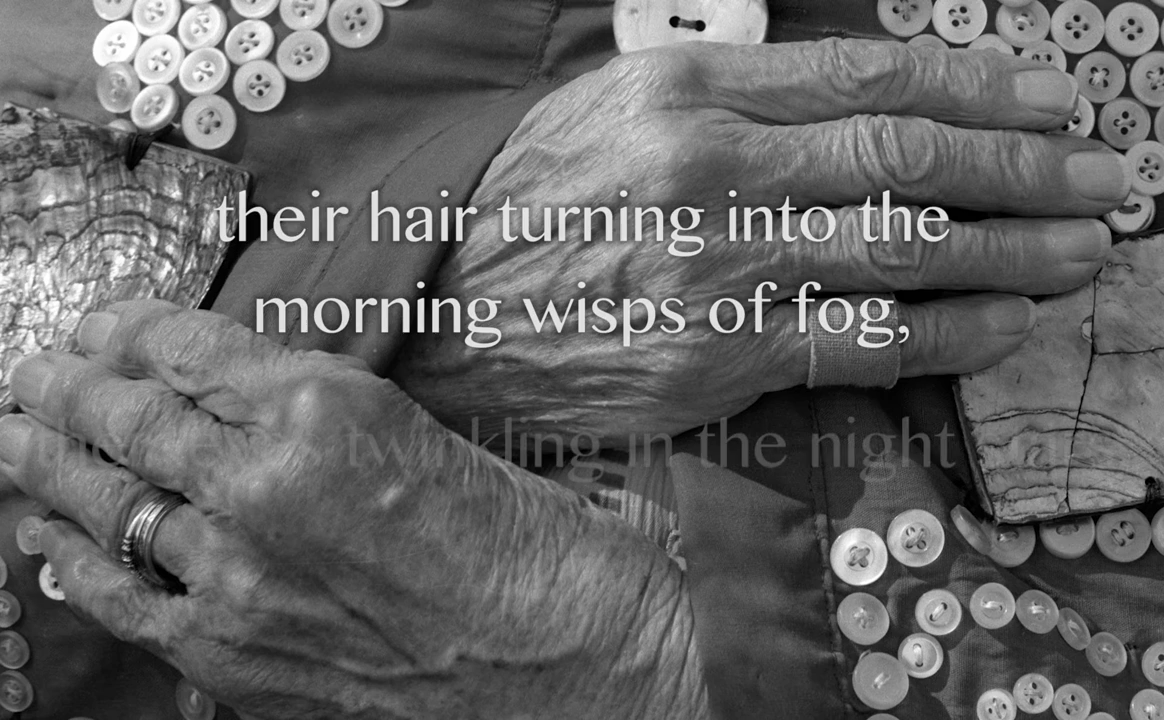 their hair turning into the
morning wisps of fog,
twinkling in the night